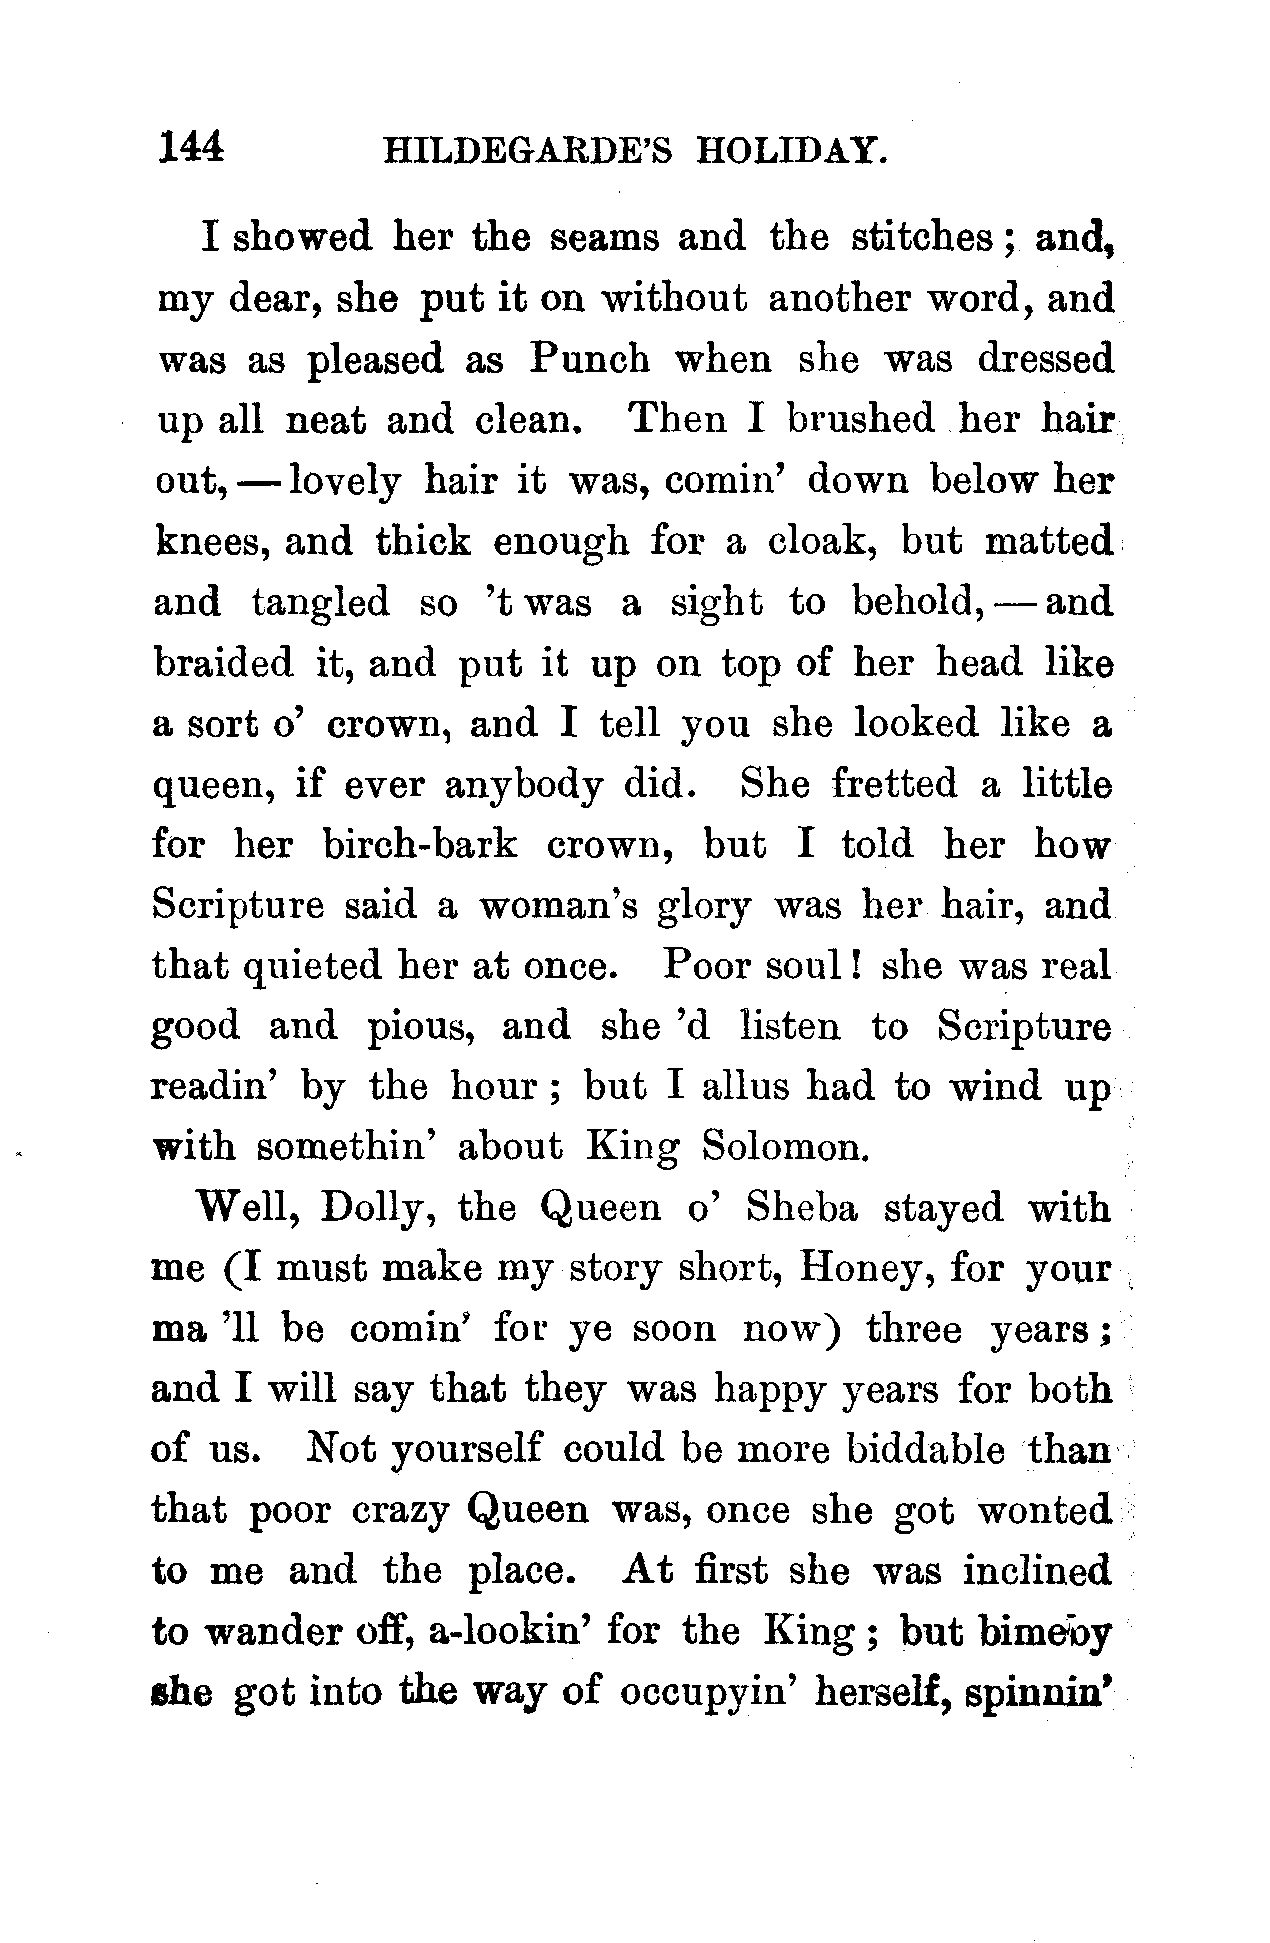 144 HILDEGARDE'S HOLIDAY.
I showed her the seams and the stitches; and,
my dear, she put it on without another word, and
was as pleased as Punch when she was dressed
up all neat and clean. Then I brushed her hair
out,—lovely hair it was, comin' down below her
knees, and thick enough for a cloak, but matted
and tangled so 't was a sight to behold,—and
braided it, and put it up on top of her head like
a sort o' crown, and I tell you she looked like a
queen, if ever anybody did. She fretted a little
for her birch-bark crown, but I told her how
Scripture said a woman's glory was her hair, and
that quieted her at once. Poor soul! she was real
good and pious, and she 'd listen to Scripture
readin' by the hour; but I allus had to wind up
with somethin' about King Solomon.
Well, Dolly, the Queen o' Sheba stayed with
me (I must make my story short, Honey, for your
ma 'll be comin' for ye soon now) three years;
and I will say that they was happy years for both
of us. Not yourself could be more biddable than
that poor crazy Queen was, once she got wonted
to me and the place. At first she was inclined
to wander off, a-lookin' for the King; but bimeby
she got into the way of occupyin' herself, spinnin'